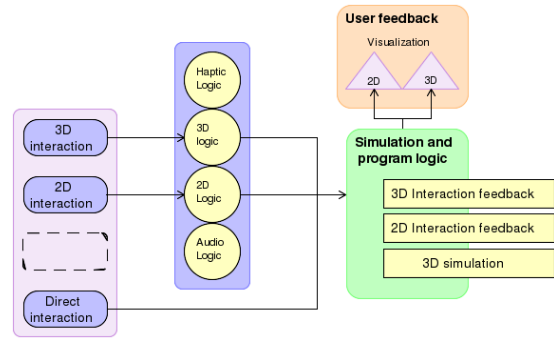 User feedback
Visualization
2D
3D
Haptic
Logic
3D
logic
2D
Logic
Audio
Logic
3D
interaction
2D
interaction
Direct
interaction
Simulation and
program logic
3D Interaction feedback
2D Interaction feedback
3D simulation